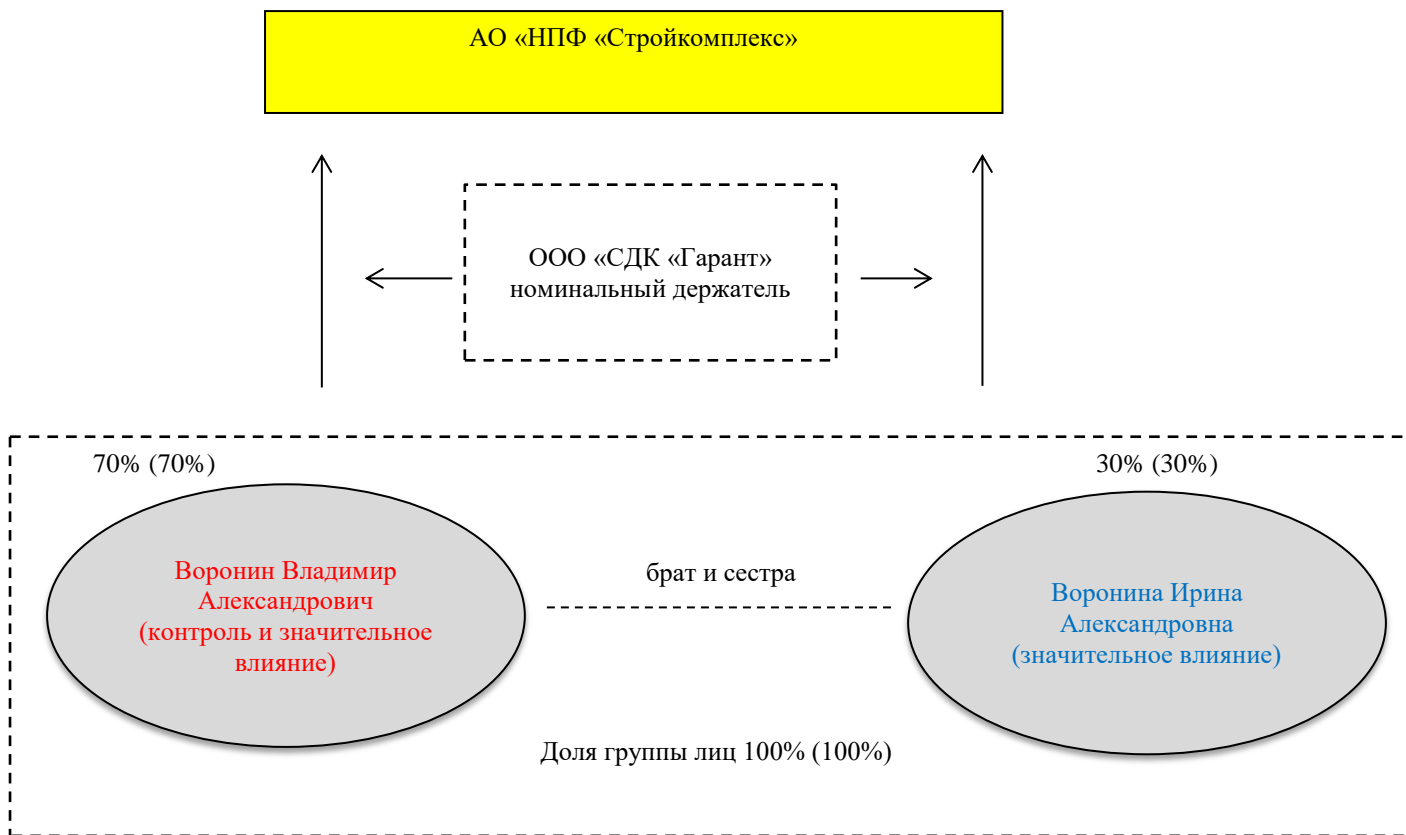 АО «НПФ «Стройкомплекс»
ООО «СДК «Гарант»
номинальный держатель
70% (70%)
30% (30%)
Воронин Владимир
Александрович
(контроль и значительное
влияние)
брат и сестра
Воронина Ирина
Александровна
(значительное влияние)
Доля группы лиц 100% (100%)